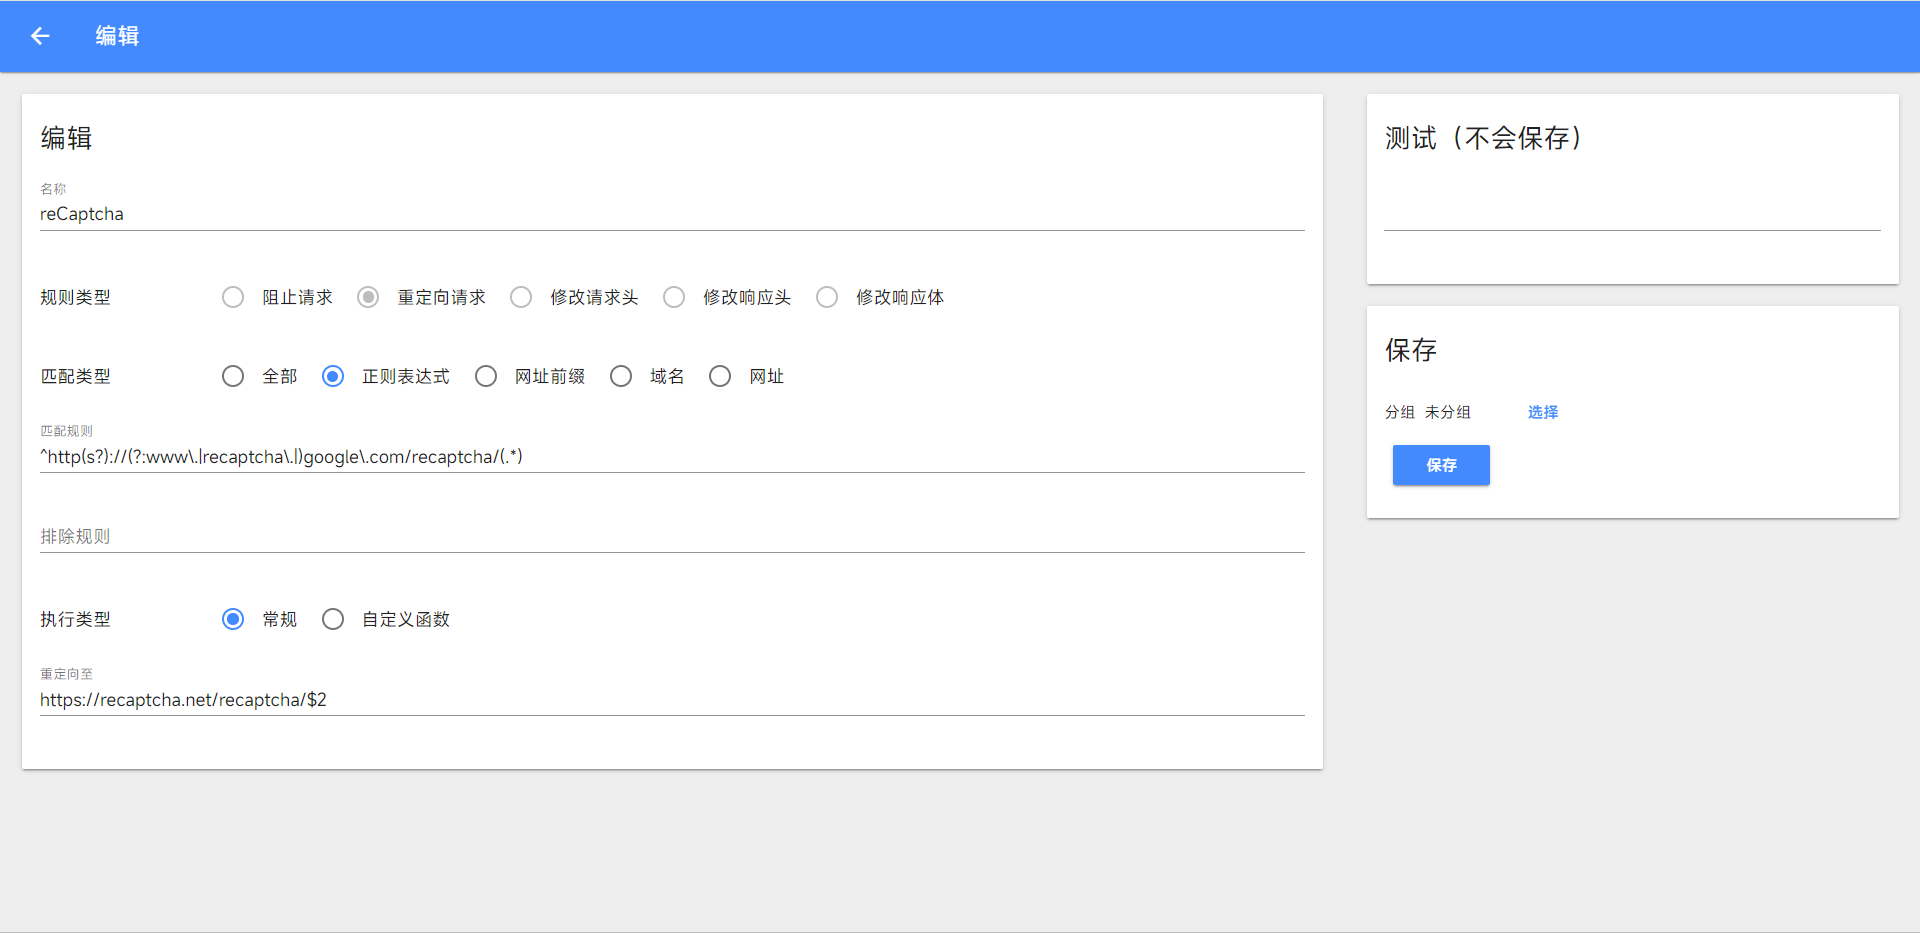 编辑
编辑
名称
reCaptcha
规则类型 阻止请求 重定向请求 修改请求头 修改响应头 修改响应体
匹配类型 全部 正则表达式 网址前缀 域名 网址
匹配规则
^http(s?)://(?:www\.|recaptcha\.|)google\.com/recaptcha/(.*)
排除规则
执行类型 常规 自定义函数
重定向至
https://recaptcha.net/recaptcha/$2
测试（不会保存）
保存
分组 未分组 选择
保存